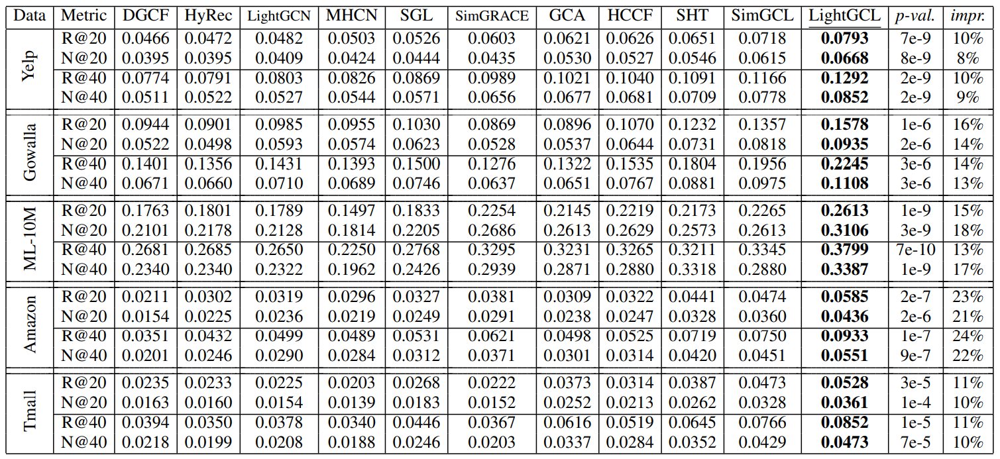 Data Metric DGCF HyRec LightGCN MHCN SGL SimGRACE GCA HCCF SHT SimGCL LightGCL p-val. impr.
Yelp
R@20 0.0466 0.0472 0.0482 0.0503 0.0526 0.0603 0.0621 0.0626 0.0651 0.0718 0.0793 7e-9 10%
N@20 0.0395 0.0395 0.0409 0.0424 0.0444 0.0435 0.0530 0.0527 0.0546 0.0615 0.0668 8e-9 8%
R@40 0.0774 0.0791 0.0803 0.0826 0.0869 0.0989 0.1021 0.1040 0.1091 0.1166 0.1292 2e-9 10%
N@40 0.0511 0.0522 0.0527 0.0544 0.0571 0.0656 0.0677 0.0681 0.0709 0.0778 0.0852 2e-9 9%
Gowalla
R@20 0.0944 0.0901 0.0985 0.0955 0.1030 0.0869 0.0896 0.1070 0.1232 0.1357 0.1578 1e-6 16%
N@20 0.0522 0.0498 0.0593 0.0574 0.0623 0.0528 0.0537 0.0644 0.0731 0.0818 0.0935 2e-6 14%
R@40 0.1401 0.1356 0.1431 0.1393 0.1500 0.1276 0.1322 0.1535 0.1804 0.1956 0.2245 3e-6 14%
N@40 0.0671 0.0660 0.0710 0.0689 0.0746 0.0637 0.0651 0.0767 0.0881 0.0975 0.1108 3e-6 13%
ML-10M
R@20 0.1763 0.1801 0.1789 0.1497 0.1833 0.2254 0.2145 0.2219 0.2173 0.2265 0.2613 1e-9 15%
N@20 0.2101 0.2178 0.2128 0.1814 0.2205 0.2686 0.2613 0.2629 0.2573 0.2613 0.3106 3e-9 18%
R@40 0.2681 0.2685 0.2650 0.2250 0.2768 0.3295 0.3231 0.3265 0.3211 0.3345 0.3799 7e-10 13%
N@40 0.2340 0.2340 0.2322 0.1962 0.2426 0.2939 0.2871 0.2880 0.3318 0.2880 0.3387 1e-9 17%
Amazon
R@20 0.0211 0.0302 0.0319 0.0296 0.0327 0.0381 0.0309 0.0322 0.0441 0.0474 0.0585 2e-7 23%
N@20 0.0154 0.0225 0.0236 0.0219 0.0249 0.0291 0.0238 0.0247 0.0328 0.0360 0.0436 2e-6 21%
R@40 0.0351 0.0432 0.0499 0.0489 0.0531 0.0621 0.0498 0.0525 0.0719 0.0750 0.0933 1e-7 24%
N@40 0.0201 0.0246 0.0290 0.0284 0.0312 0.0371 0.0301 0.0314 0.0420 0.0451 0.0551 9e-7 22%
Tmall
R@20 0.0235 0.0233 0.0225 0.0203 0.0268 0.0222 0.0373 0.0314 0.0387 0.0473 0.0528 3e-5 11%
N@20 0.0163 0.0160 0.0154 0.0139 0.0183 0.0152 0.0252 0.0213 0.0262 0.0328 0.0361 1e-4 10%
R@40 0.0394 0.0350 0.0378 0.0340 0.0446 0.0367 0.0616 0.0519 0.0645 0.0766 0.0852 1e-5 11%
N@40 0.0218 0.0199 0.0208 0.0188 0.0246 0.0203 0.0337 0.0284 0.0352 0.0429 0.0473 7e-5 10%